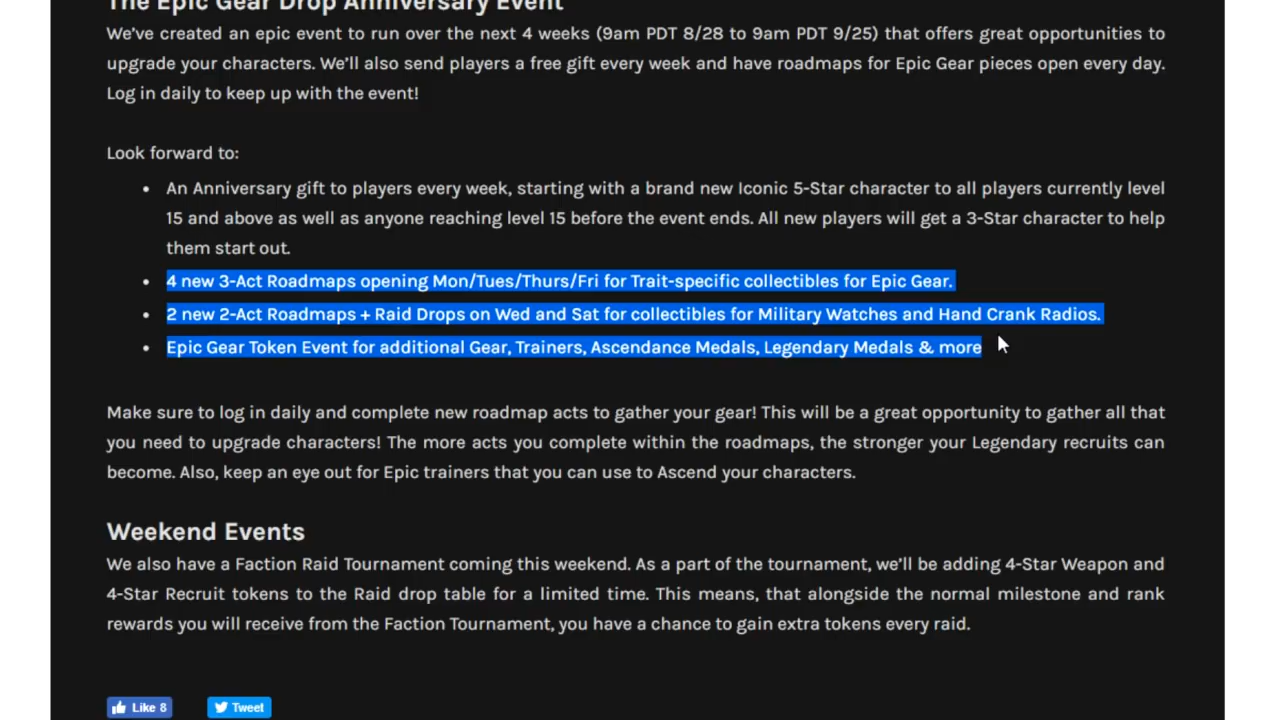 The Epic Gear Drop Anniversary Event
We've created an epic event to run over the next 4 weeks (9am PDT 8/28 to 9am PDT 9/25) that offers great opportunities to
upgrade your characters. We'll also send players a free gift every week and have roadmaps for Epic Gear pieces open every day.
Log in daily to keep up with the event!
Look forward to:
• An Anniversary gift to players every week, starting with a brand new Iconic 5-Star character to all players currently level
15 and above as well as anyone reaching level 15 before the event ends. All new players will get a 3-Star character to help
them start out.
• 4 new 3-Act Roadmaps opening Mon/Tues/Thurs/Fri for Trait-specific collectibles for Epic Gear.
• 2 new 2-Act Roadmaps + Raid Drops on Wed and Sat for collectibles for Military Watches and Hand Crank Radios.
• Epic Gear Token Event for additional Gear, Trainers, Ascendance Medals, Legendary Medals & more
Make sure to log in daily and complete new roadmap acts to gather your gear! This will be a great opportunity to gather all that
you need to upgrade characters! The more acts you complete within the roadmaps, the stronger your Legendary recruits can
become. Also, keep an eye out for Epic trainers that you can use to Ascend your characters.
Weekend Events
We also have a Faction Raid Tournament coming this weekend. As a part of the tournament, we'll be adding 4-Star Weapon and
4-Star Recruit tokens to the Raid drop table for a limited time. This means, that alongside the normal milestone and rank
rewards you will receive from the Faction Tournament, you have a chance to gain extra tokens every raid.
Like 8 Tweet